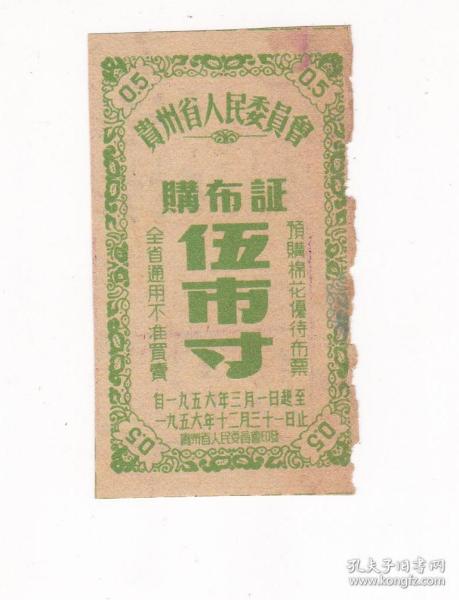 0.5
0.5
貴州省人民委員會
購布証
伍市寸
預購棉花優待布票
全省通用不准買賣
自一九五六年三月一日起至
一九五六年十二月三十一日止
貴州省人民委員會印發
0.5
0.5
孔夫子旧书网
www.kongfz.com